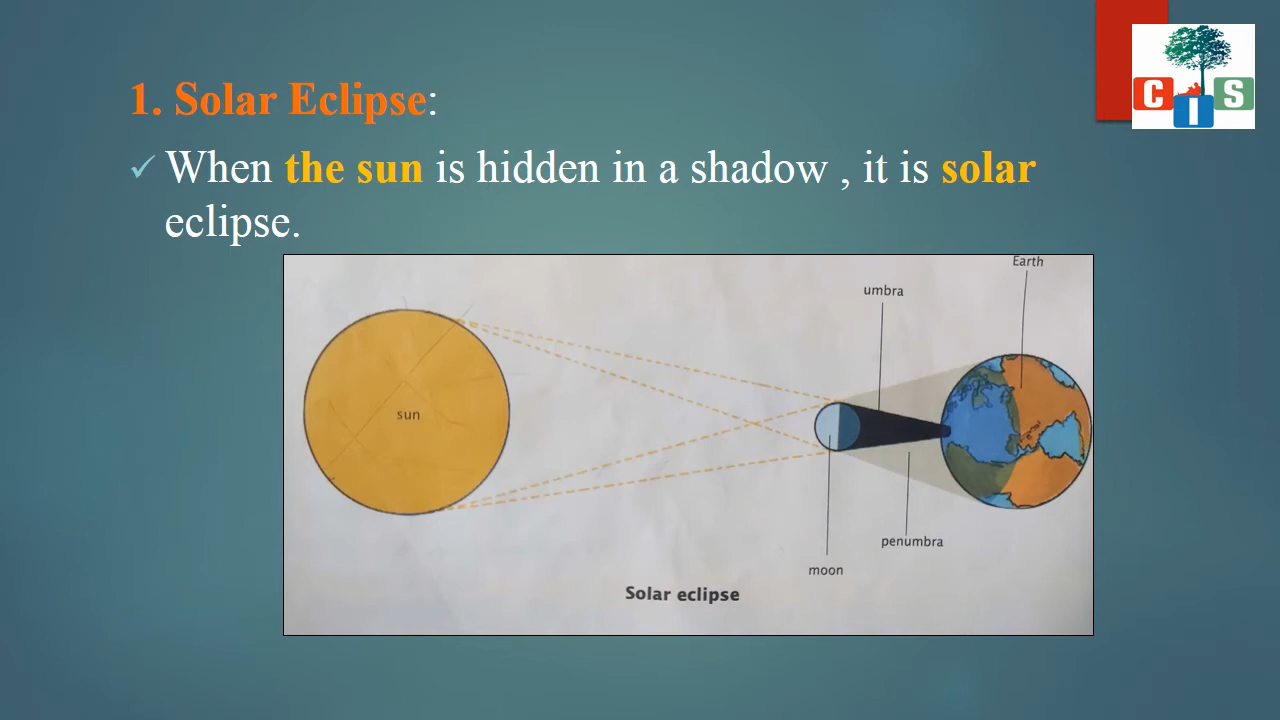 1. Solar Eclipse:
✓ When the sun is hidden in a shadow , it is solar
eclipse.
Earth
umbra
sun
penumbra
moon
Solar eclipse
C I S